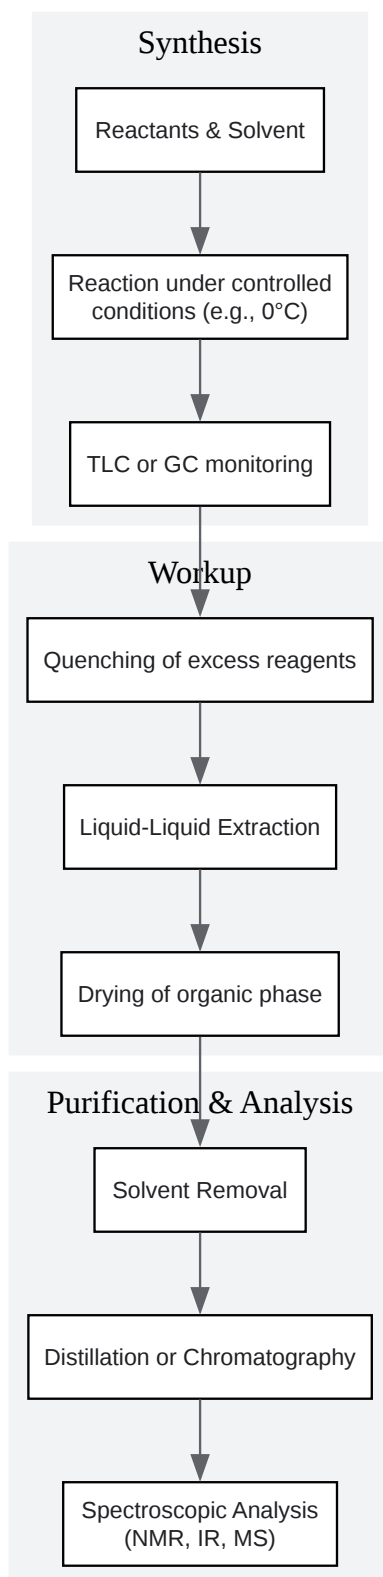 Synthesis
Reactants & Solvent
Reaction under controlled
conditions (e.g., 0°C)
TLC or GC monitoring
Workup
Quenching of excess reagents
Liquid-Liquid Extraction
Drying of organic phase
Purification & Analysis
Solvent Removal
Distillation or Chromatography
Spectroscopic Analysis
(NMR, IR, MS)